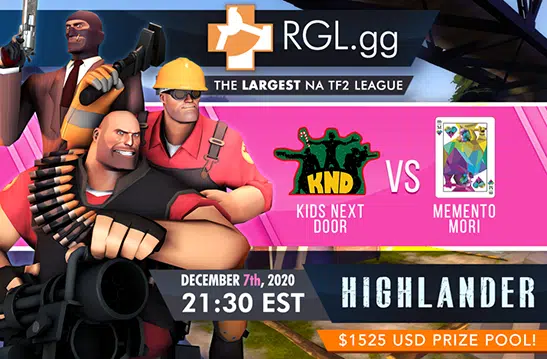 RGL.gg
THE LARGEST NA TF2 LEAGUE
KND
VS
KIDS NEXT
DOOR
MEMENTO
MORI
DECEMBER 7th, 2020
21:30 EST
HIGHLANDER
$1525 USD PRIZE POOL!